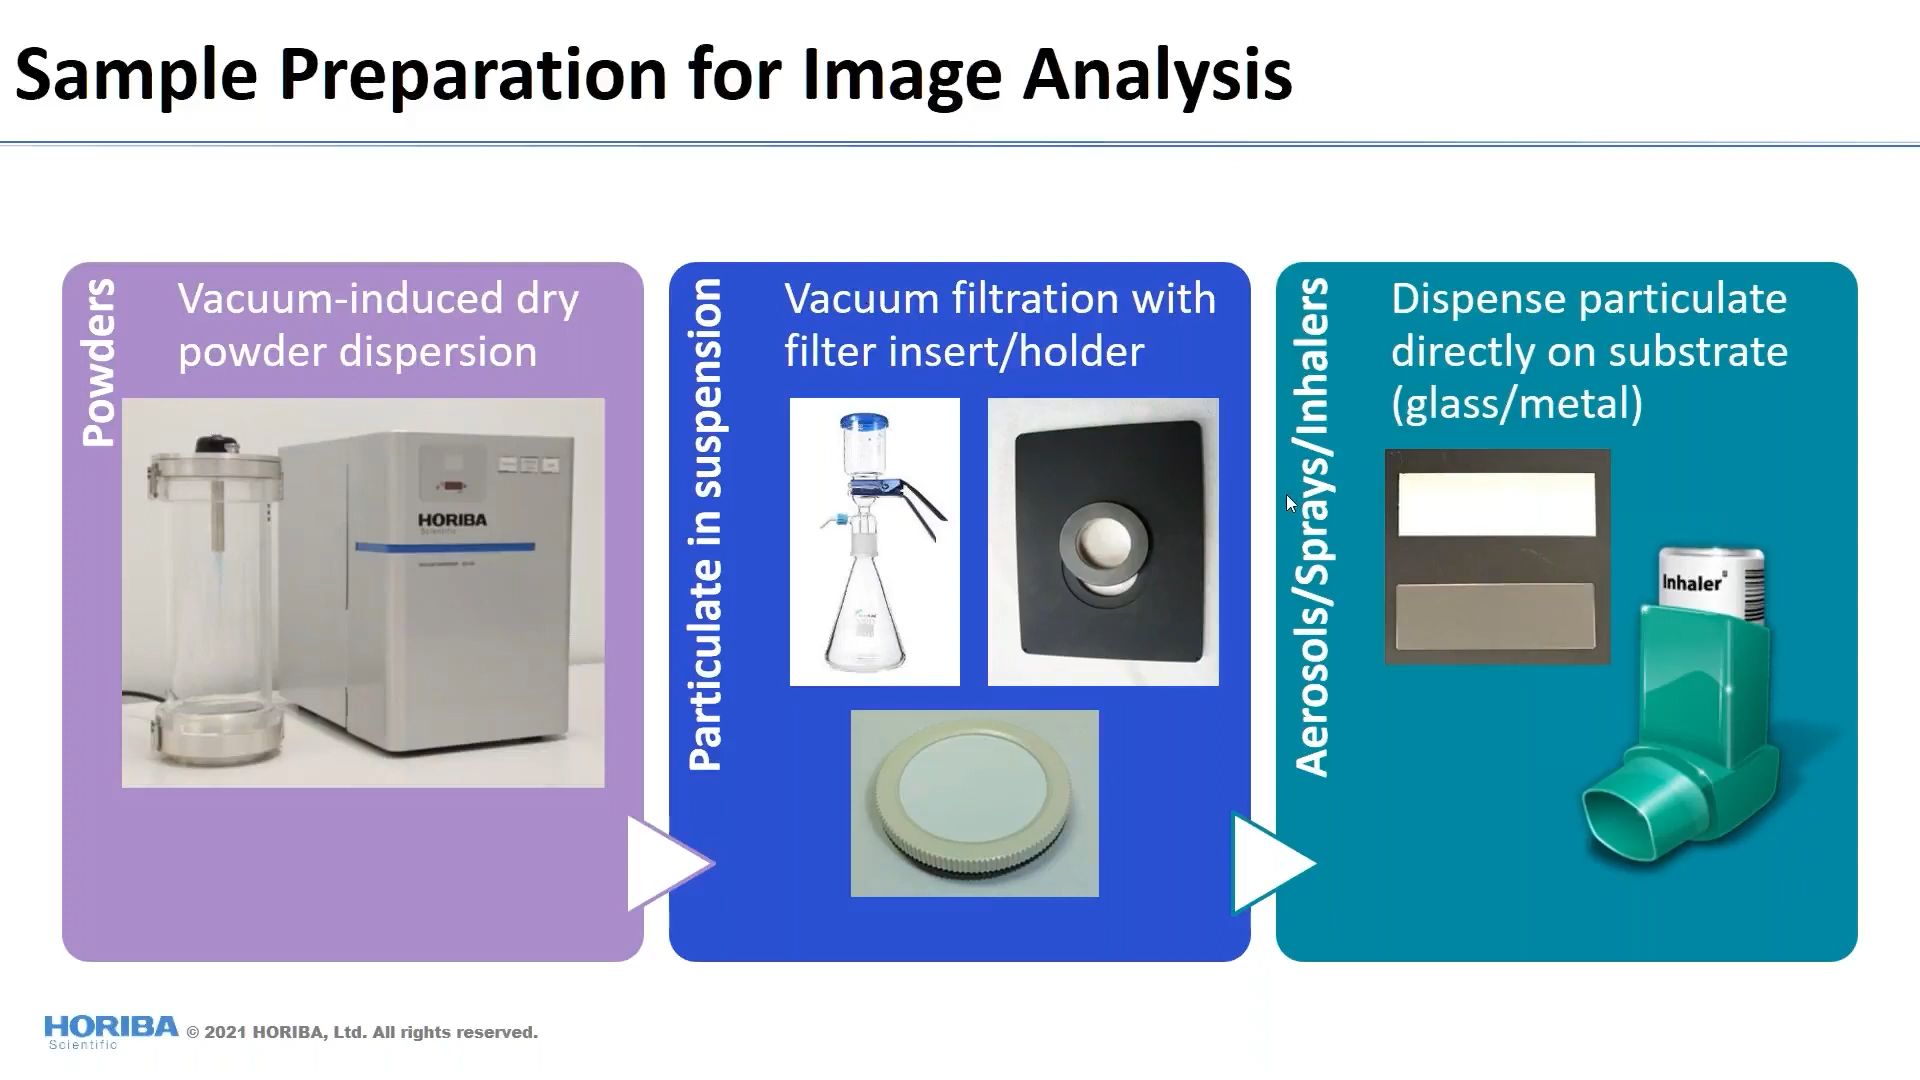 Sample Preparation for Image Analysis
Powders
Vacuum-induced dry
powder dispersion
HORIBA
Scientific
Particulate in suspension
Vacuum filtration with
filter insert/holder
Aerosols/Sprays/Inhalers
Dispense particulate
directly on substrate
(glass/metal)
Inhaler
HORIBA
Scientific
© 2021 HORIBA, Ltd. All rights reserved.